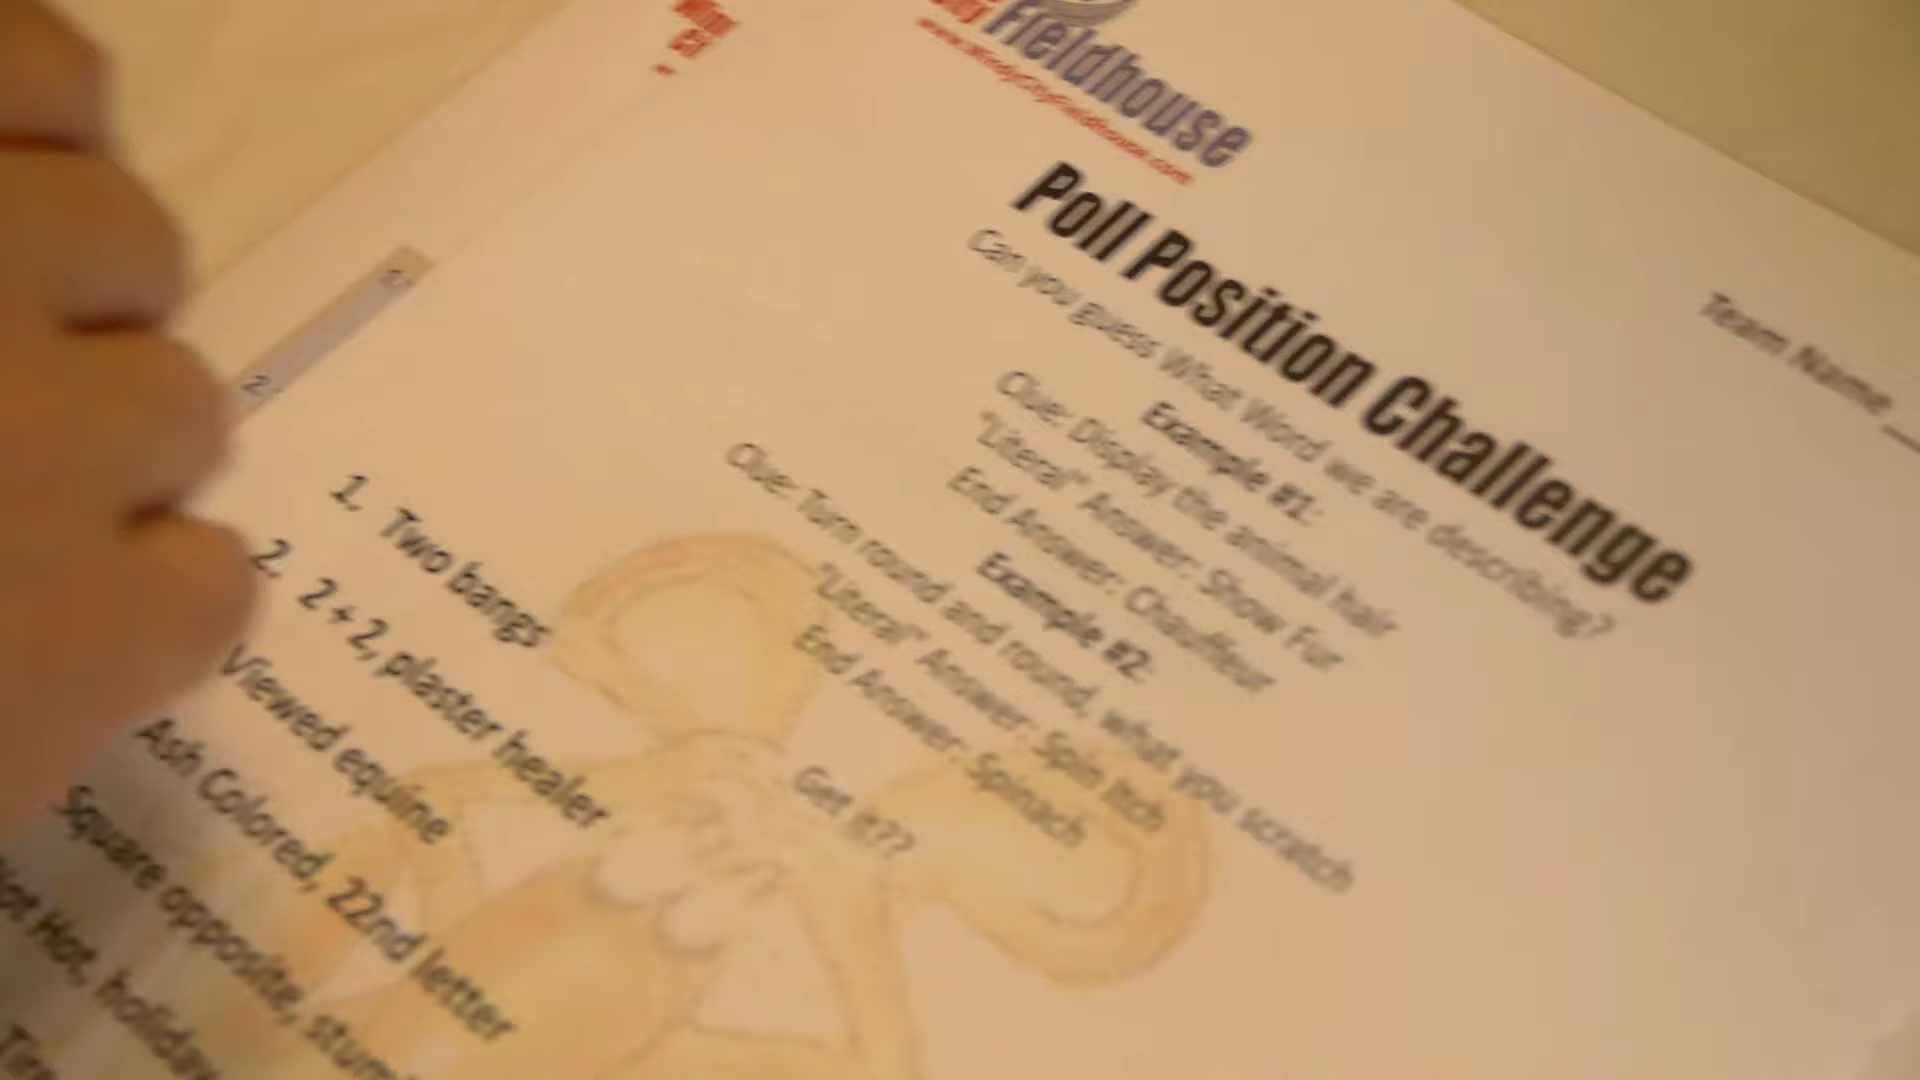 Fieldhouse
Poll Position Challenge
Team Name
Can you guess What Word we are describing?
Example #1:
Clue: Display the animal hair
"Literal" Answer: Show Fur
End Answer: Chauffeur
Example #2:
Clue: Turn round and round, what you scratch
"Literal" Answer: Spin Itch
End Answer: Spinach
Get it??
1. Two bangs
2. 2 + 2, plaster healer
Viewed equine
Ash Colored, 22nd letter
Square opposite,
Hot, holiday